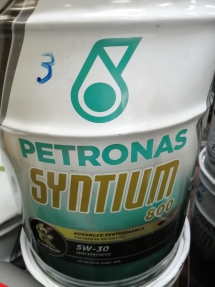 3
PETRONAS
SYNTIUM
800
ADVANCED PERFORMANCE
5W-30
SEMI SYNTHETIC